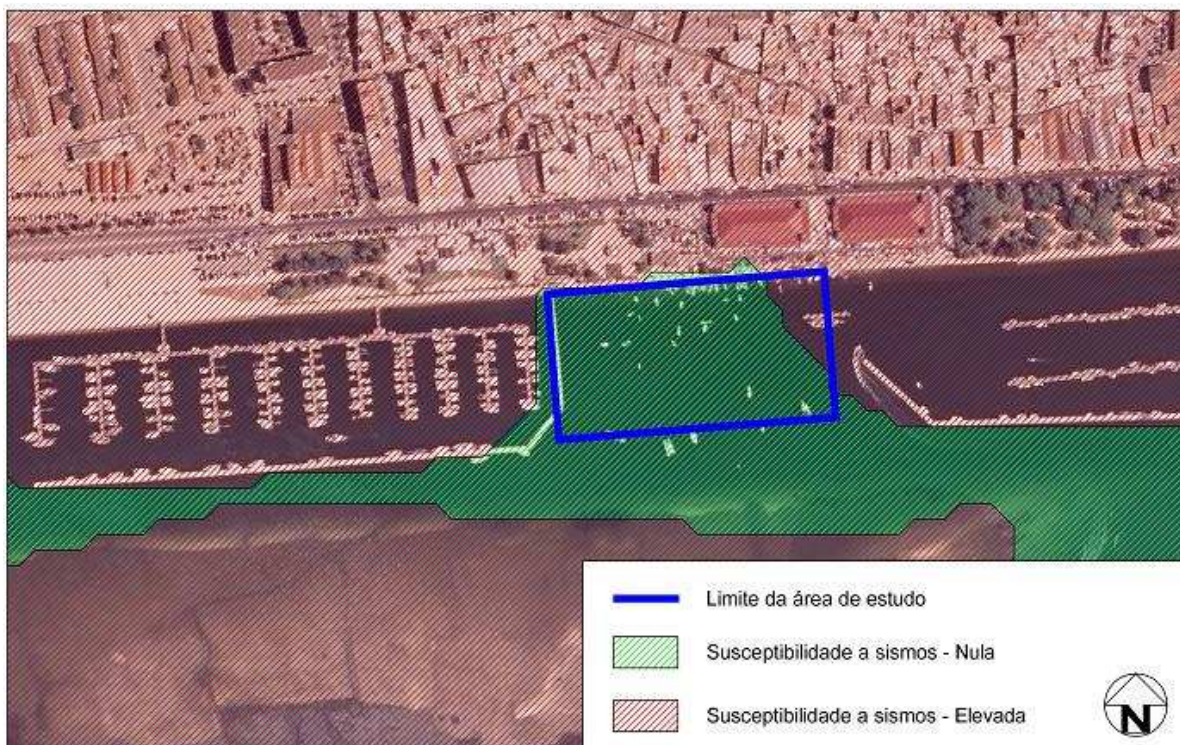 Limite da área de estudo
Susceptibilidade a sismos - Nula
Susceptibilidade a sismos - Elevada
N